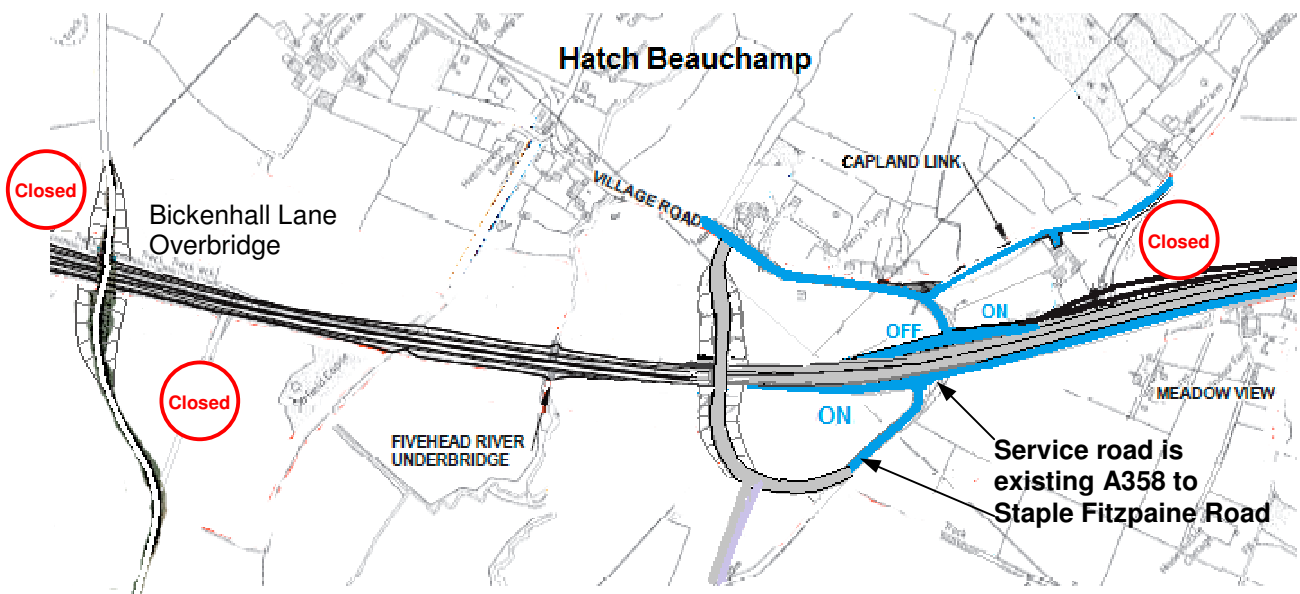 Hatch Beauchamp
CAPLAND LINK
Closed
VILLAGE ROAD
Bickenhall Lane
Overbridge
Closed
ON
OFF
Closed
ON
MEADOW VIEW
FIVEHEAD RIVER
UNDERBRIDGE
Service road is
existing A358 to
Staple Fitzpaine Road
Track